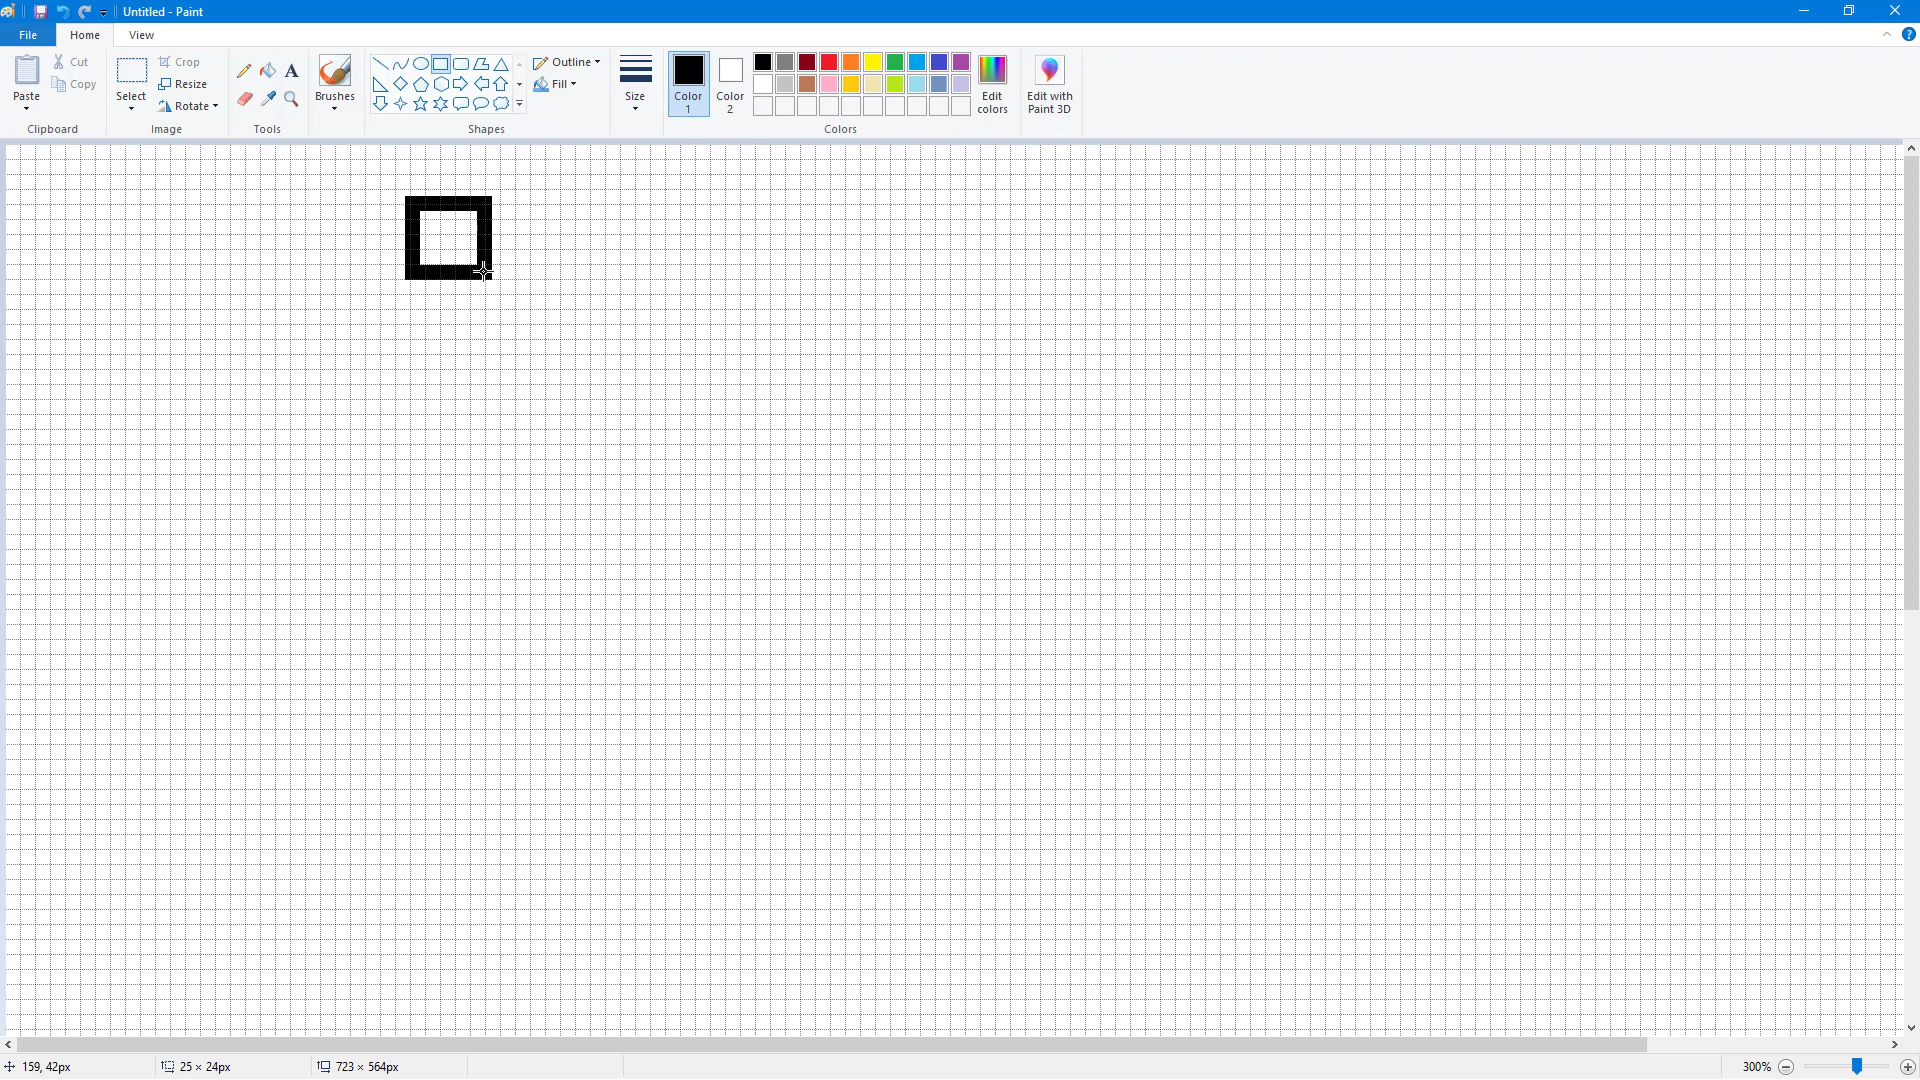 Untitled - Paint
File
Home
View
Paste
Cut
Copy
Clipboard
Select
Crop
Resize
Rotate
Image
A
Tools
Brushes
Outline
Fill
Shapes
Size
Color 1
Color 2
Edit colors
Colors
Edit with Paint 3D
159, 42px
25 × 24px
723 × 564px
300%